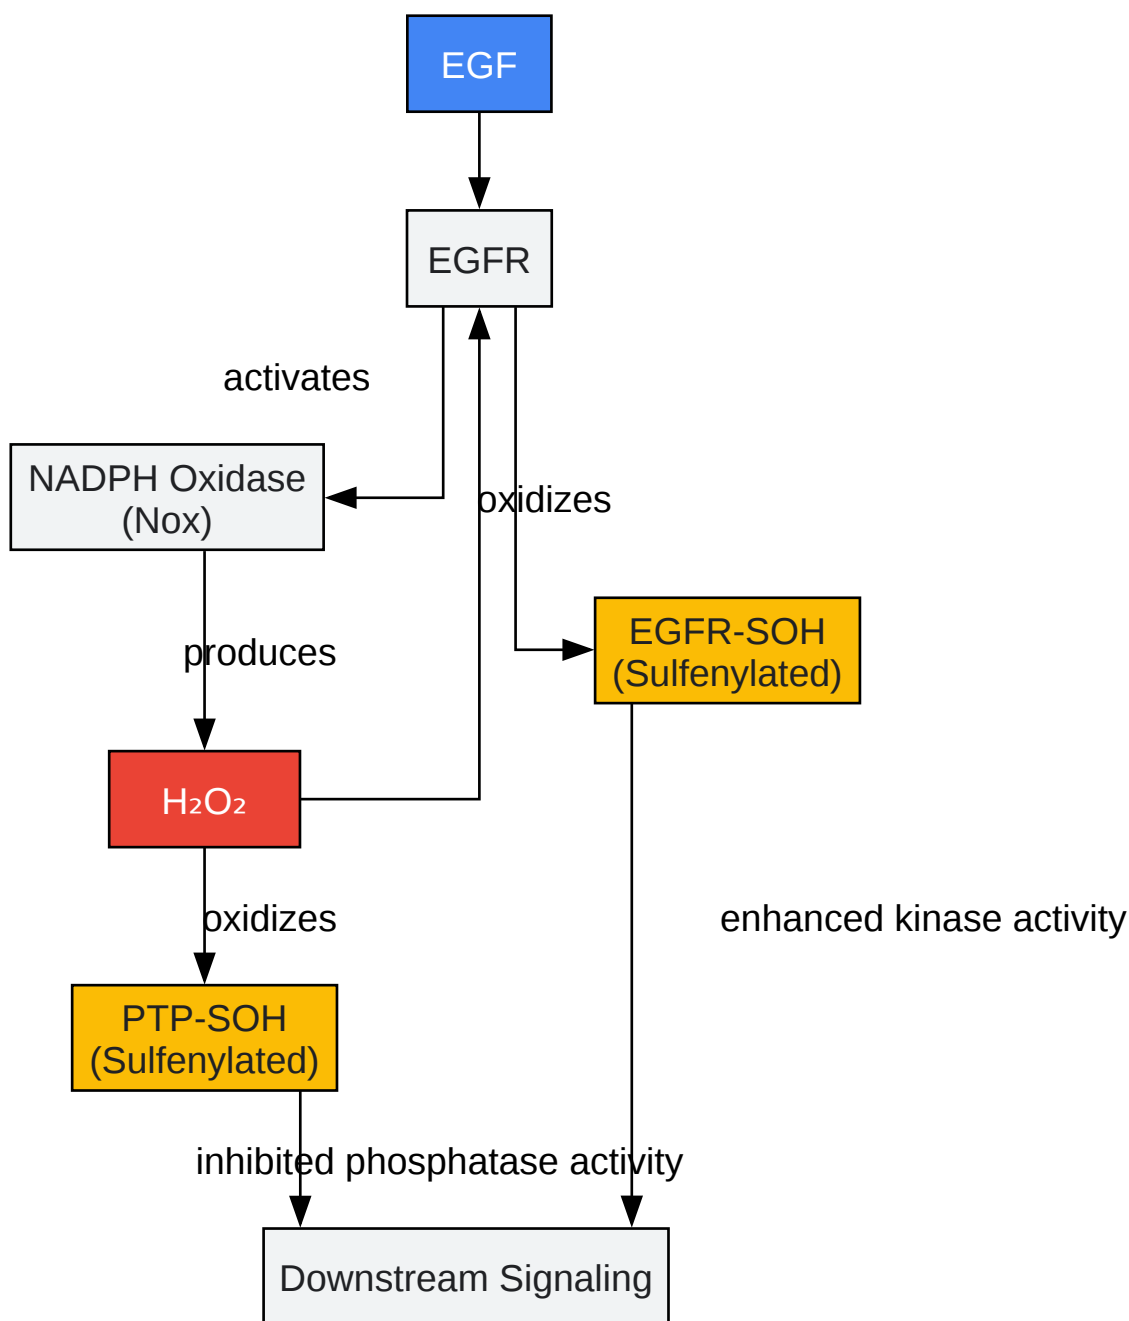 EGF
EGFR
activates
NADPH Oxidase
(Nox)
oxidizes
EGFR-SOH
(Sulfenylated)
produces
H₂O₂
oxidizes
enhanced kinase activity
PTP-SOH
(Sulfenylated)
inhibited phosphatase activity
Downstream Signaling